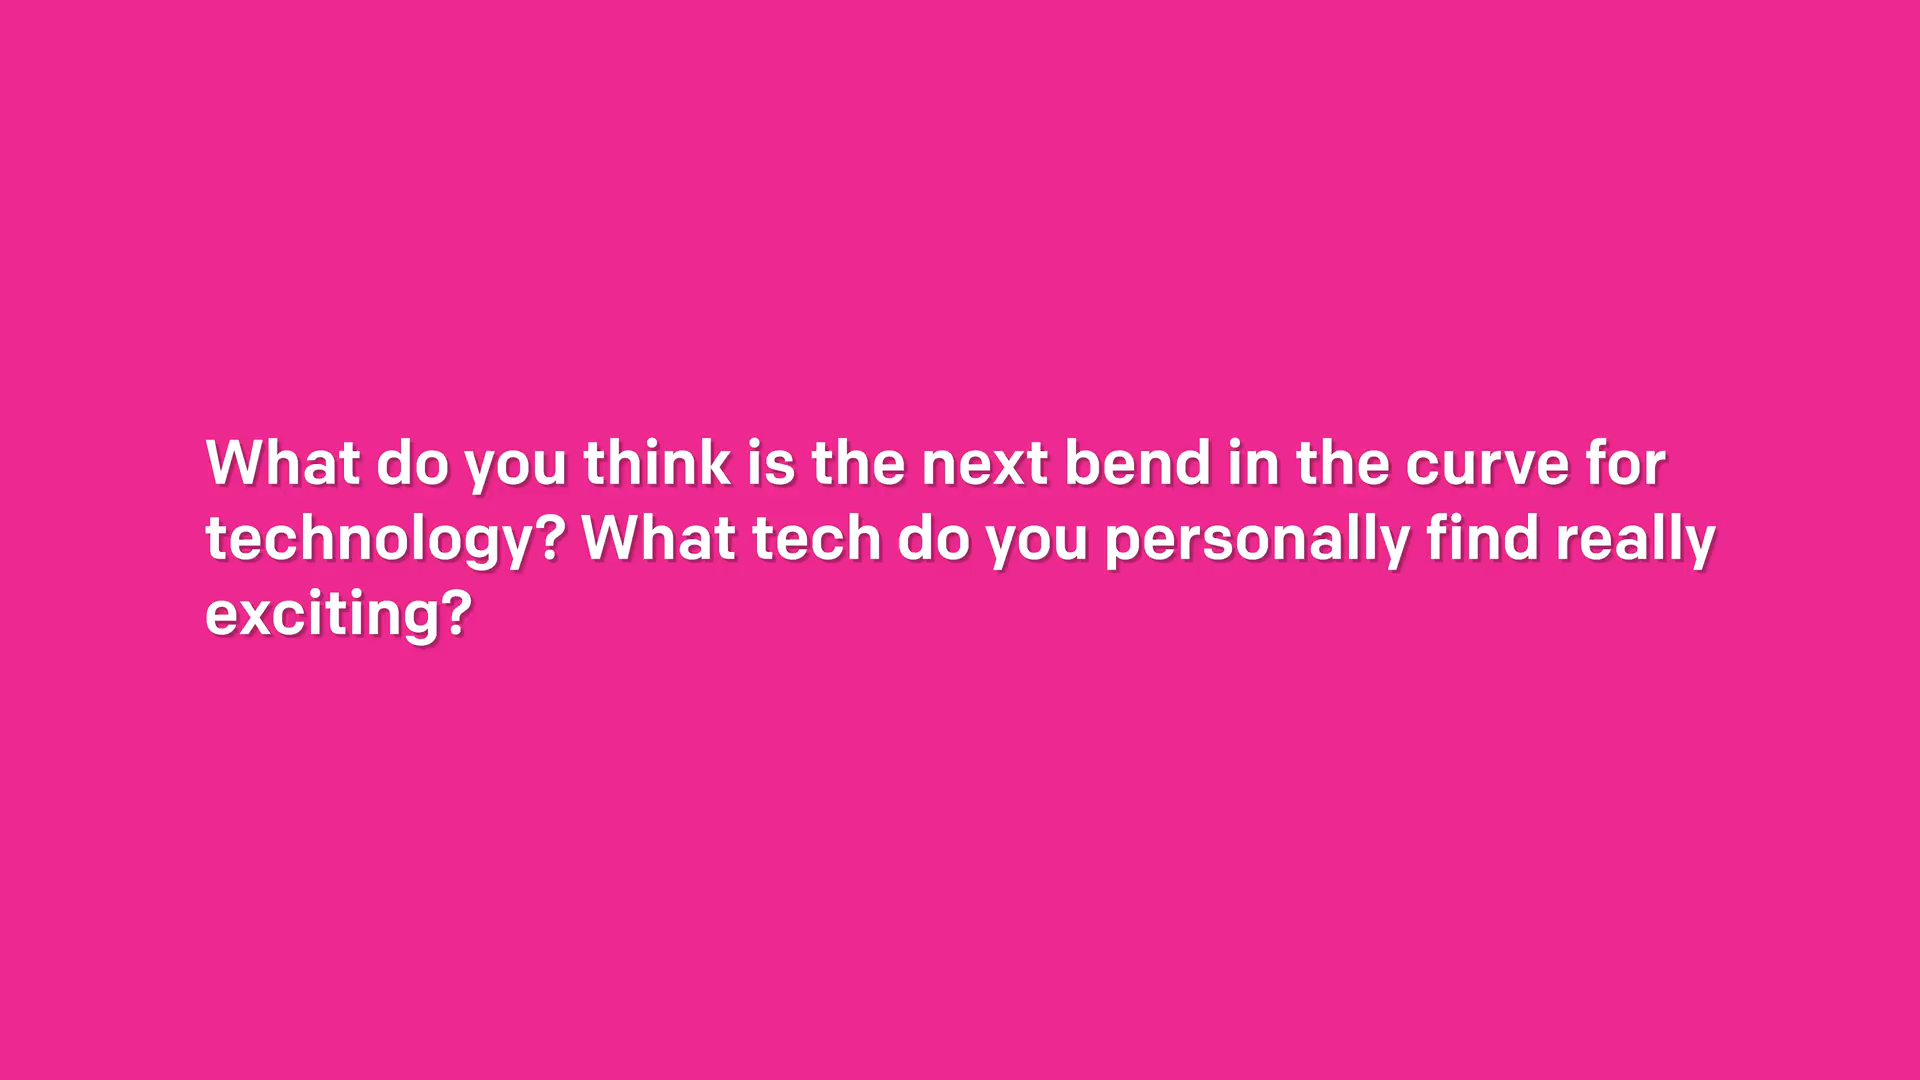 What do you think is the next bend in the curve for
technology? What tech do you personally find really
exciting?